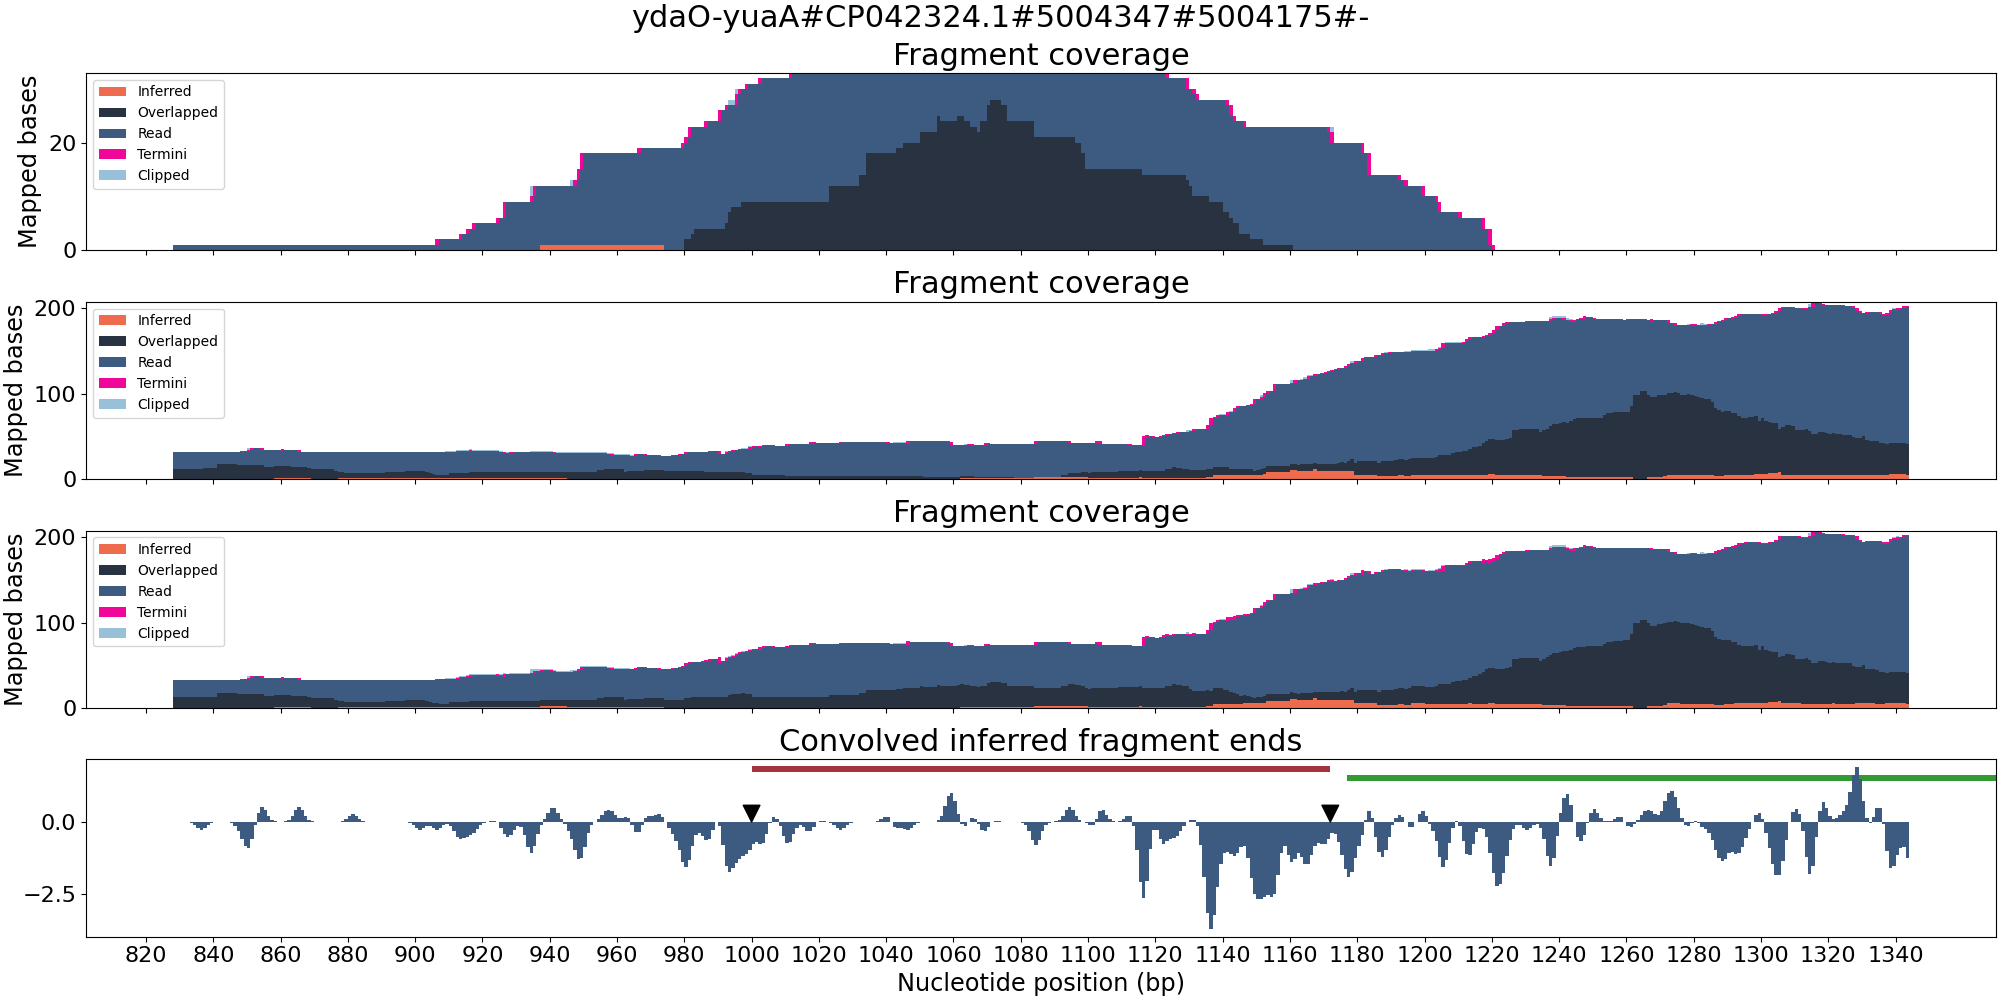 ydaO-yuaA#CP042324.1#5004347#5004175#-
Fragment coverage
Mapped bases
20
0
Inferred
Overlapped
Read
Termini
Clipped
Fragment coverage
Mapped bases
200
100
0
Inferred
Overlapped
Read
Termini
Clipped
Fragment coverage
Mapped bases
200
100
0
Inferred
Overlapped
Read
Termini
Clipped
Convolved inferred fragment ends
0.0
−2.5
820 840 860 880 900 920 940 960 980 1000 1020 1040 1060 1080 1100 1120 1140 1160 1180 1200 1220 1240 1260 1280 1300 1320 1340
Nucleotide position (bp)